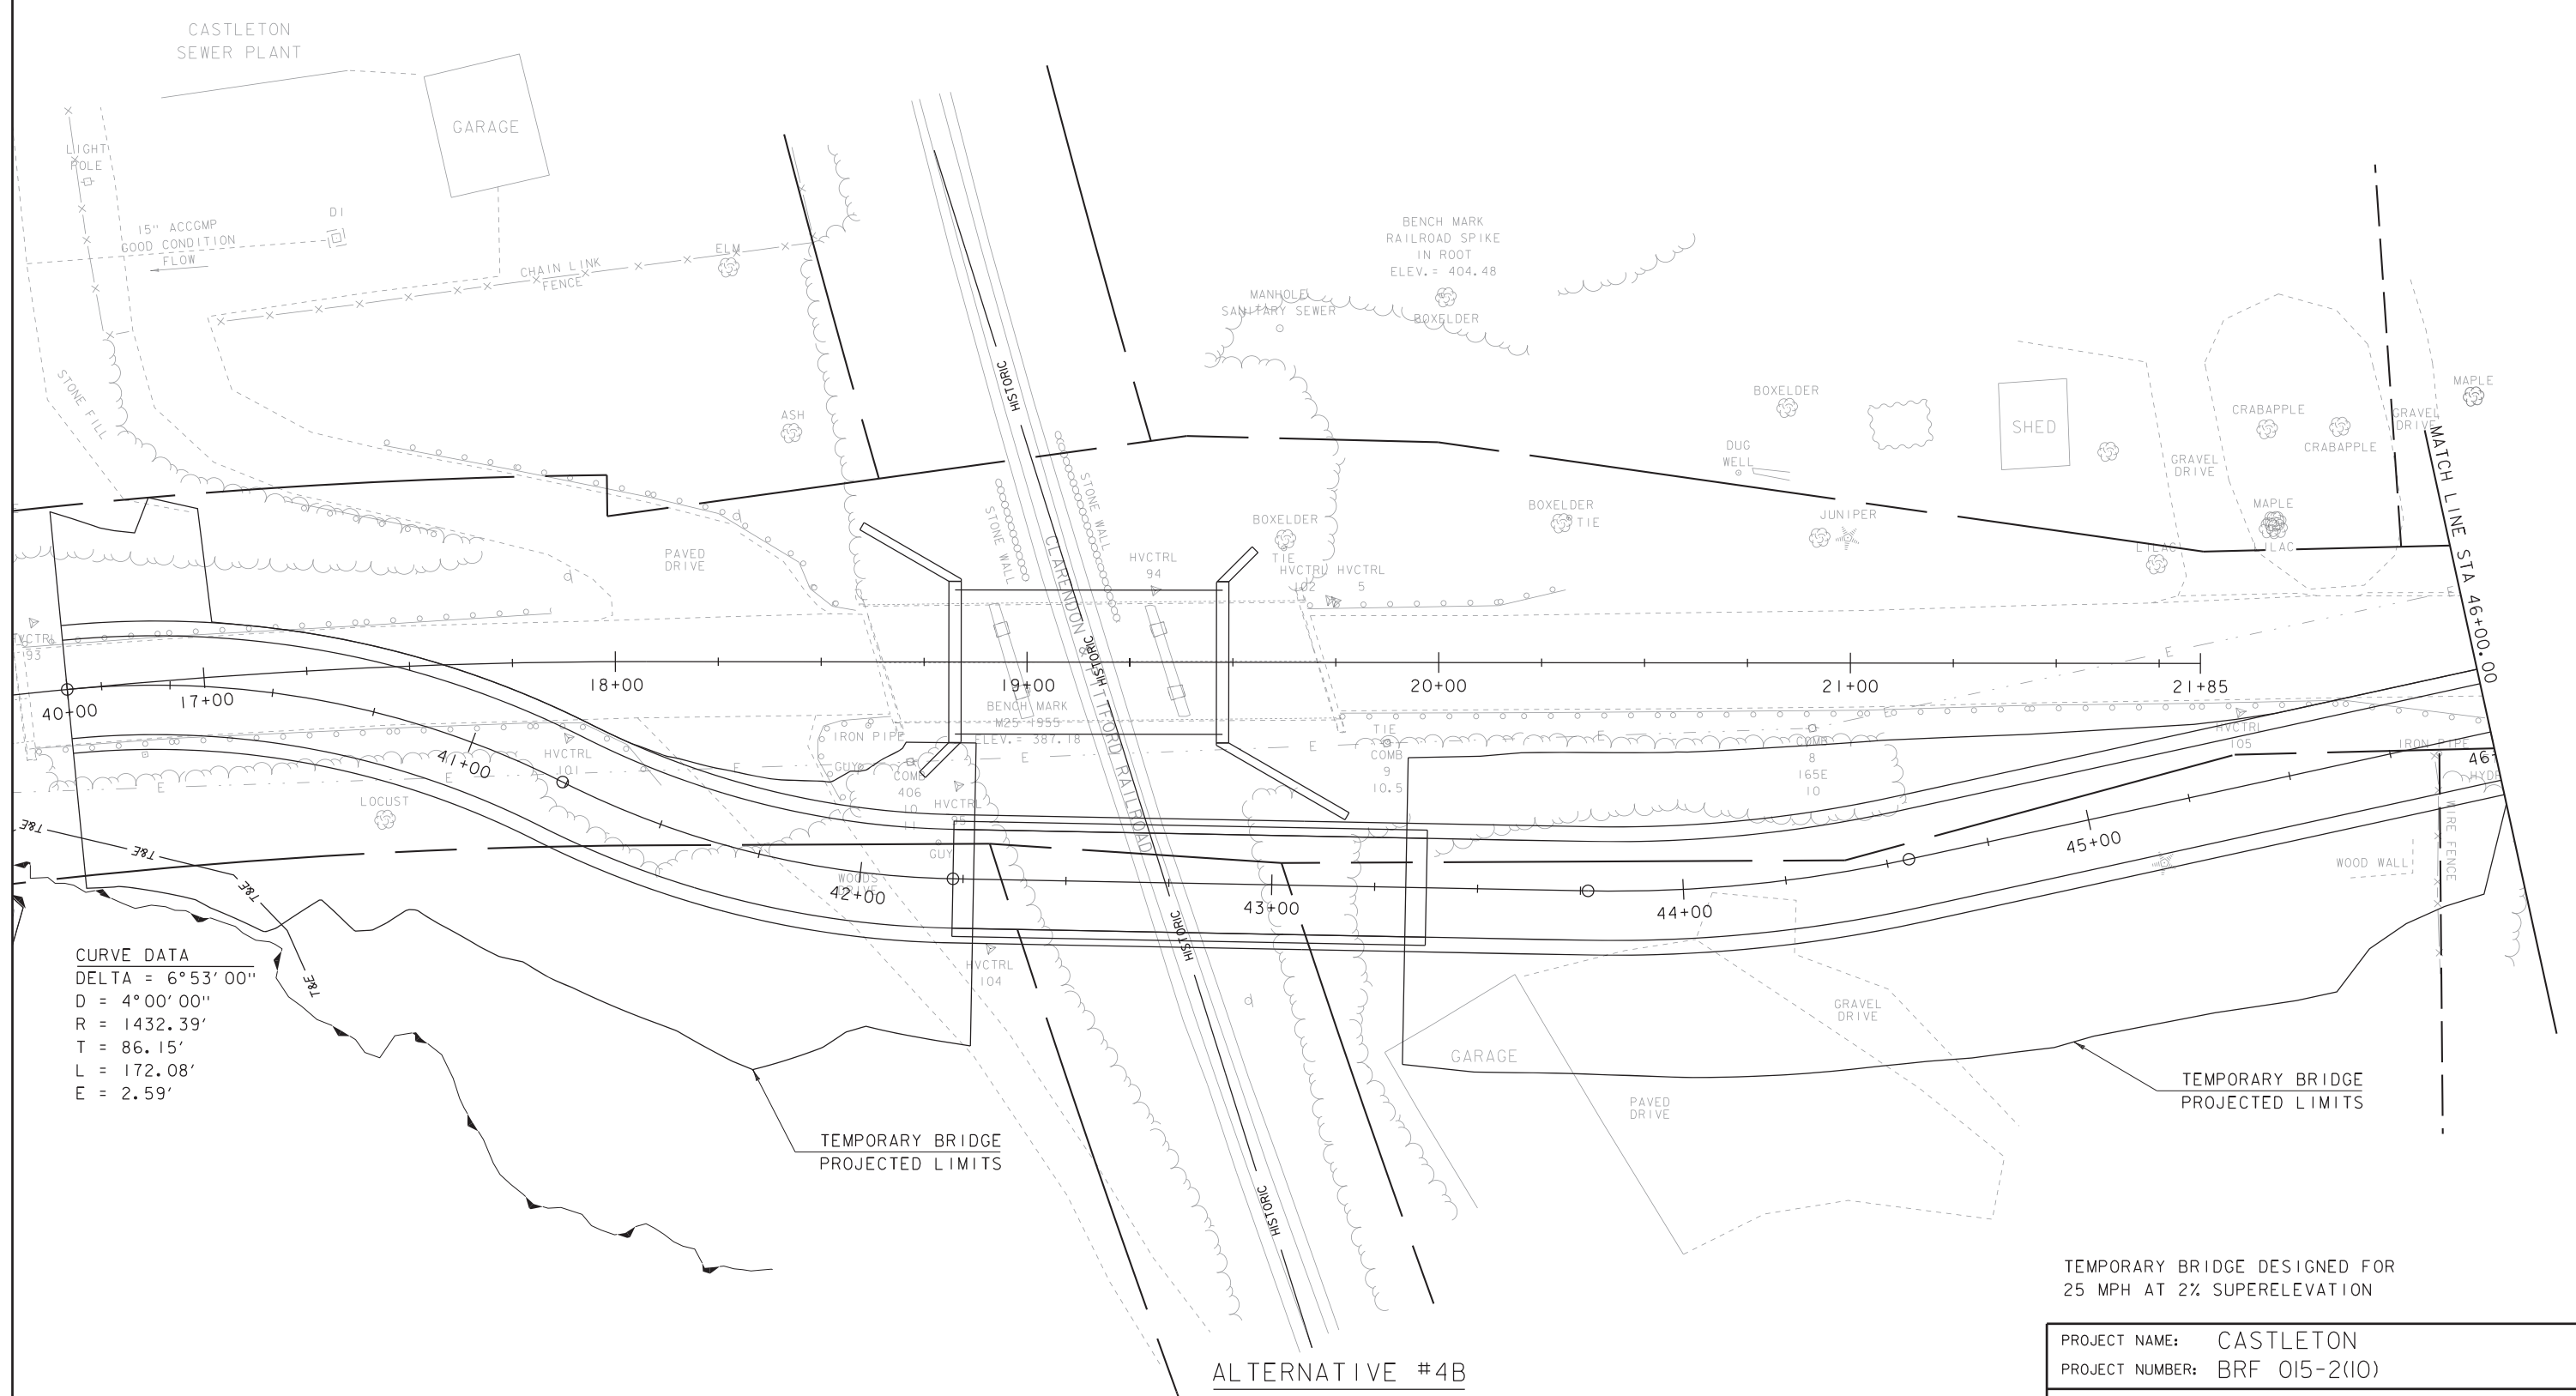 CASTLETON
SEWER PLANT
GARAGE
LIGHT
POLE
15" ACCGMP
GOOD CONDITION
FLOW
DI
CHAIN LINK
FENCE
ELM
STONE FILL
ASH
BENCH MARK
RAILROAD SPIKE
IN ROOT
ELEV.= 404.48
BOXELDER
MANHOLE
SANITARY SEWER
HISTORIC
BOXELDER
DUG
WELL
SHED
CRABAPPLE
CRABAPPLE
GRAVEL
DRIVE
MAPLE
GRAVEL
DRIVE
MAPLE
LILAC
LILAC
MATCH LINE STA 46+00.00
PAVED
DRIVE
STONE WALL
STONE WALL
CLARENDON & PITTFORD RAILROAD
HVCTRL
94
BOXELDER
TIE
HVCTRL
102
HVCTRL
5
BOXELDER
TIE
JUNIPER
E
HVCTRL
93
HISTORIC
40+00
17+00
18+00
19+00
20+00
21+00
21+85
BENCH MARK
M25 1955
ELEV.= 387.18
IRON PIPE
GUY
COMB
406
10
11
HVCTRL
95
GUY
41+00
HVCTRL
101
E
E
E
E
E
E
TIE
COMB
9
10.5
COMB
8
165E
10
HVCTRL
105
IRON PIPE
46+
HYDE
LOCUST
T&E
T&E
T&E
T&E
WOODS
DRIVE
42+00
43+00
44+00
45+00
WOOD WALL
WIRE FENCE
HISTORIC
HVCTRL
104
CURVE DATA
DELTA = 6°53'00"
D = 4°00'00"
R = 1432.39'
T = 86.15'
L = 172.08'
E = 2.59'
GARAGE
GRAVEL
DRIVE
PAVED
DRIVE
TEMPORARY BRIDGE
PROJECTED LIMITS
TEMPORARY BRIDGE
PROJECTED LIMITS
HISTORIC
TEMPORARY BRIDGE DESIGNED FOR
25 MPH AT 2% SUPERELEVATION
ALTERNATIVE #4B
PROJECT NAME: CASTLETON
PROJECT NUMBER: BRF 015-2(10)